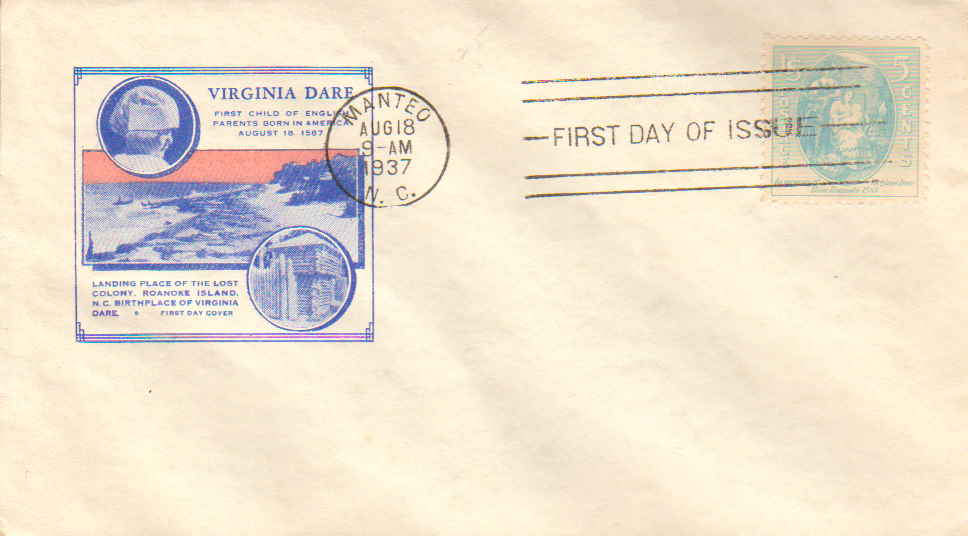 VIRGINIA DARE
FIRST CHILD OF ENGLISH
PARENTS BORN IN AMERICA
AUGUST 18, 1587
LANDING PLACE OF THE LOST
COLONY, ROANOKE ISLAND,
N.C. BIRTHPLACE OF VIRGINIA
DARE. FIRST DAY COVER
MANTEO
AUG 18
9-AM
1937
N. C.
FIRST DAY OF ISSUE
5 CENTS